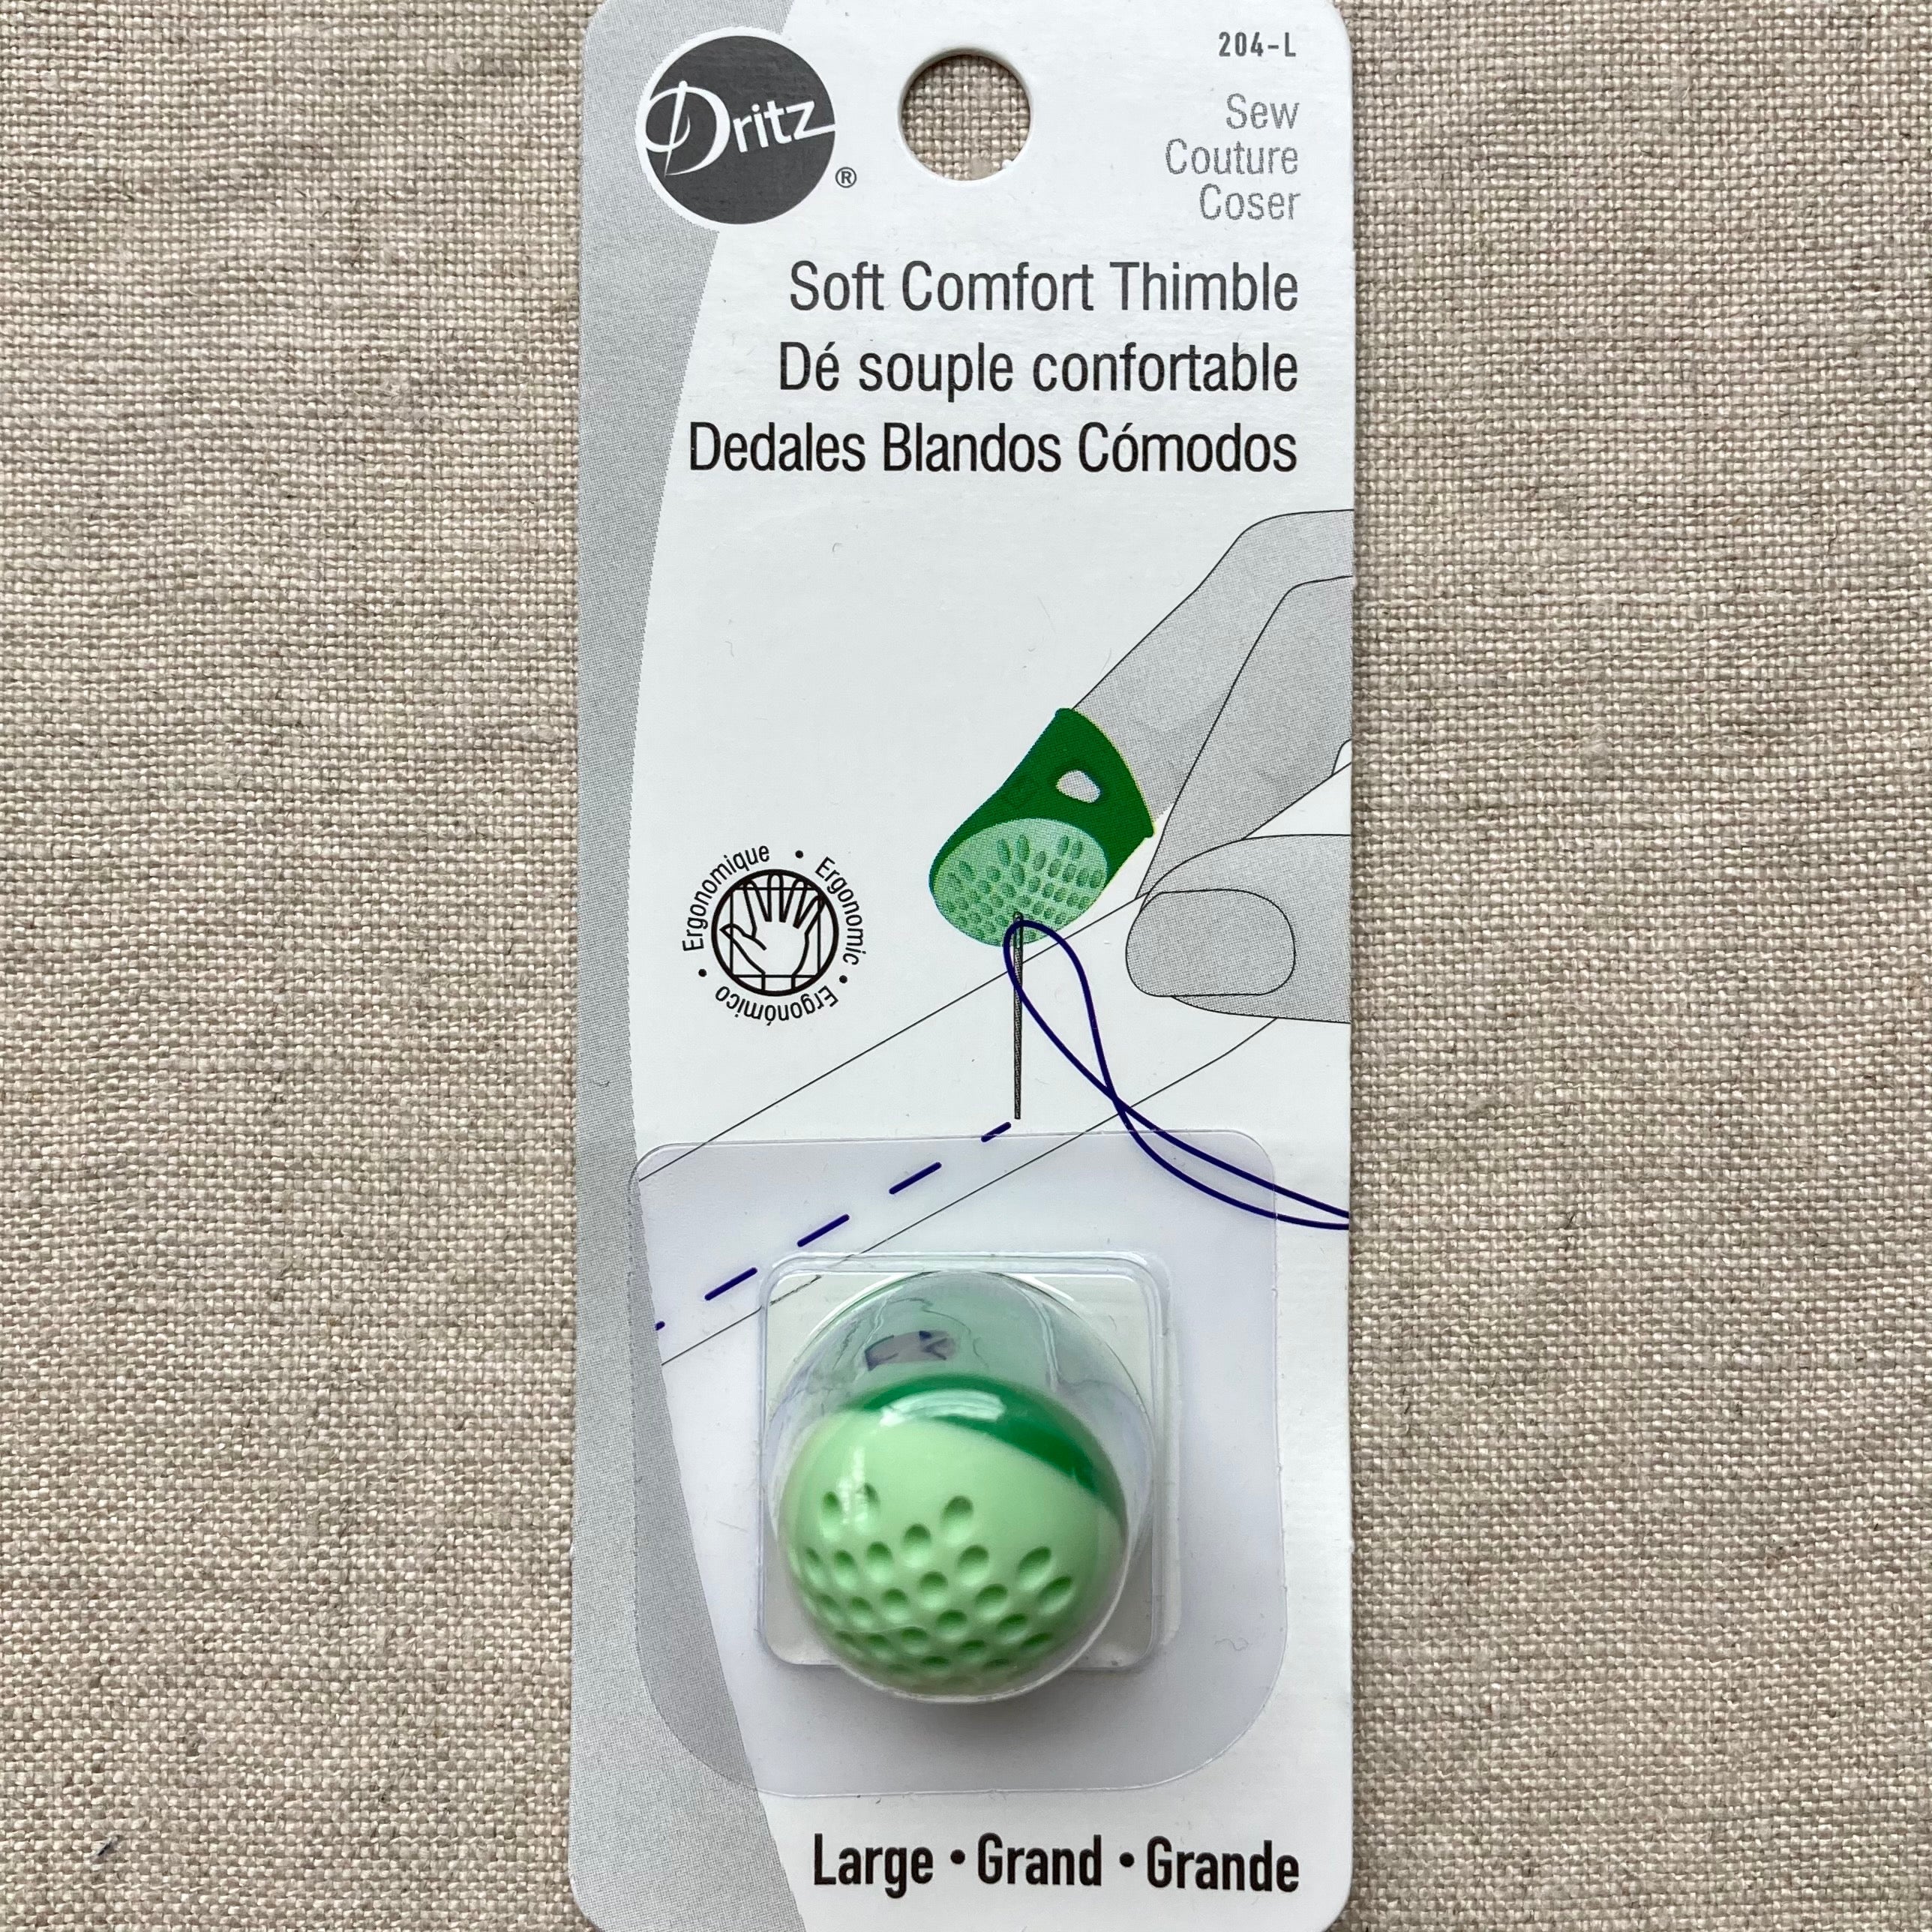 Dritz®
204-L
Sew
Couture
Coser
Soft Comfort Thimble
Dé souple confortable
Dedales Blandos Cómodos
Ergonomique • Ergonomic • Ergonómico •
Large • Grand • Grande